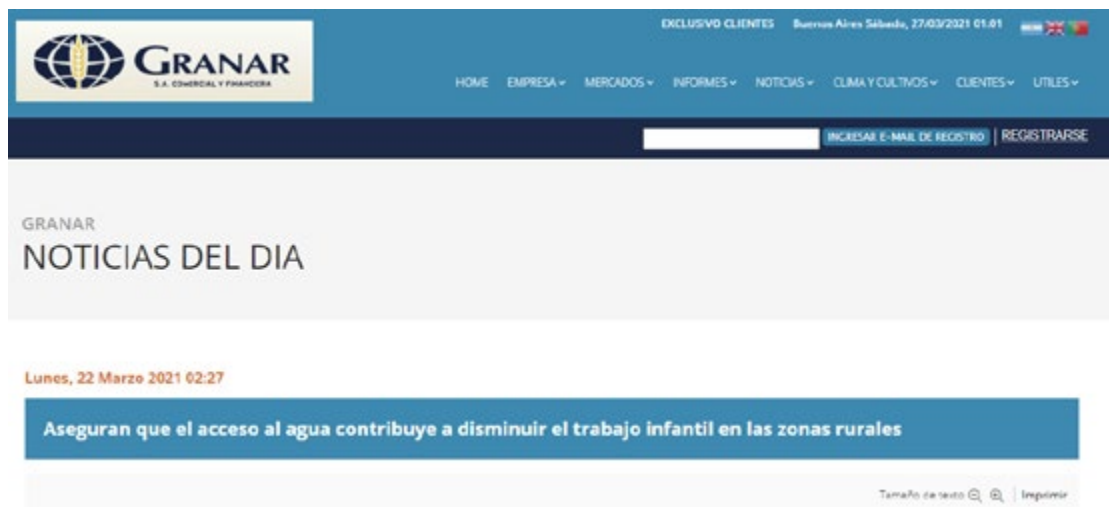 EXCLUSIVO CLIENTES Buenos Aires Sábado, 27/03/2021 01:01
GRANAR
S.A. COMERCIAL Y FINANCIERA
HOME EMPRESA MERCADOS INFORMES NOTICIAS CLIMA Y CULTIVOS CLIENTES UTILES
INGRESAR E-MAIL DE REGISTRO | REGISTRARSE
GRANAR
NOTICIAS DEL DIA
Lunes, 22 Marzo 2021 02:27
Aseguran que el acceso al agua contribuye a disminuir el trabajo infantil en las zonas rurales
Tamaño de texto | Imprimir